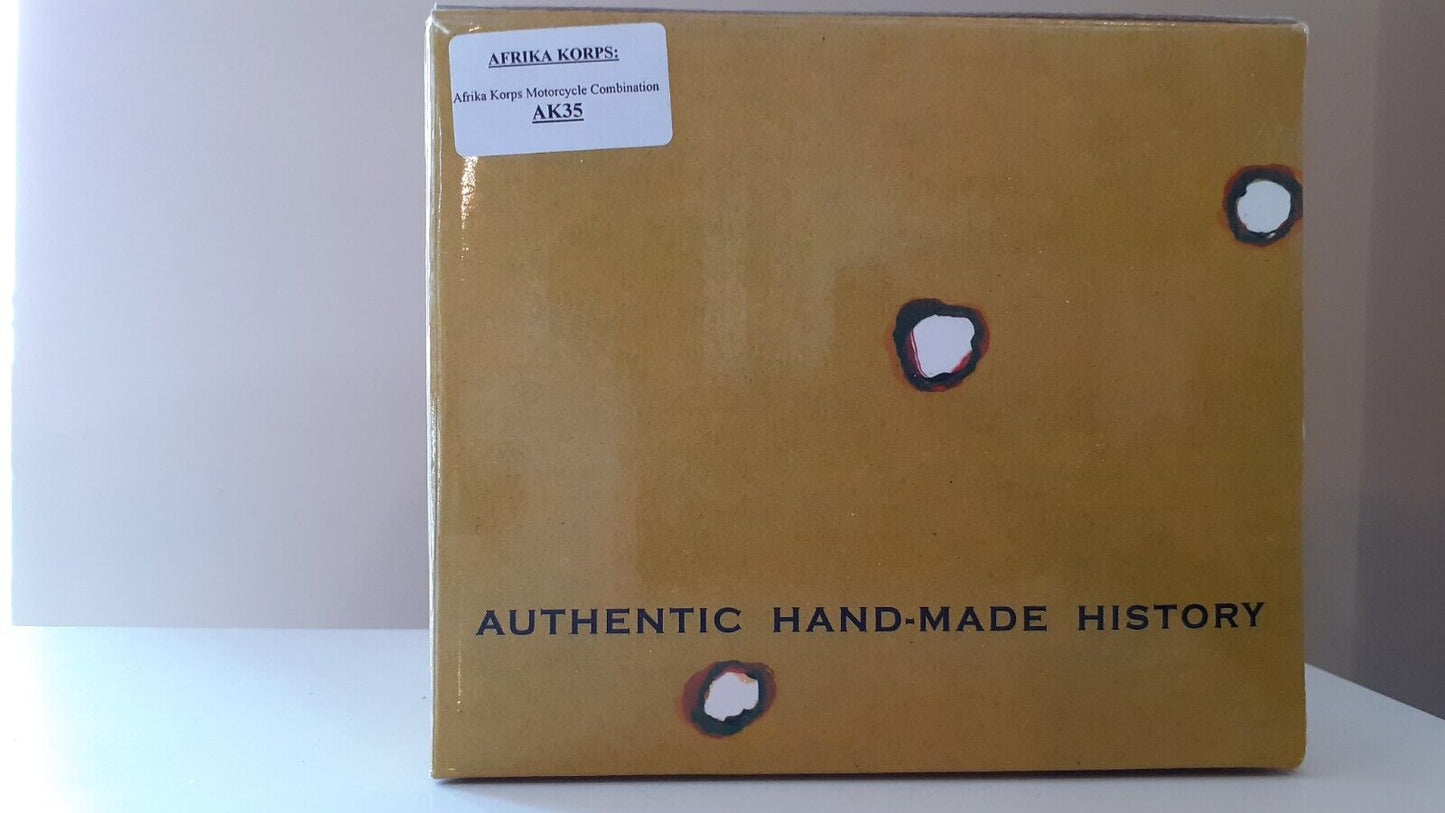 AFRIKA KORPS:
Afrika Korps Motorcycle Combination
AK35
AUTHENTIC HAND-MADE HISTORY